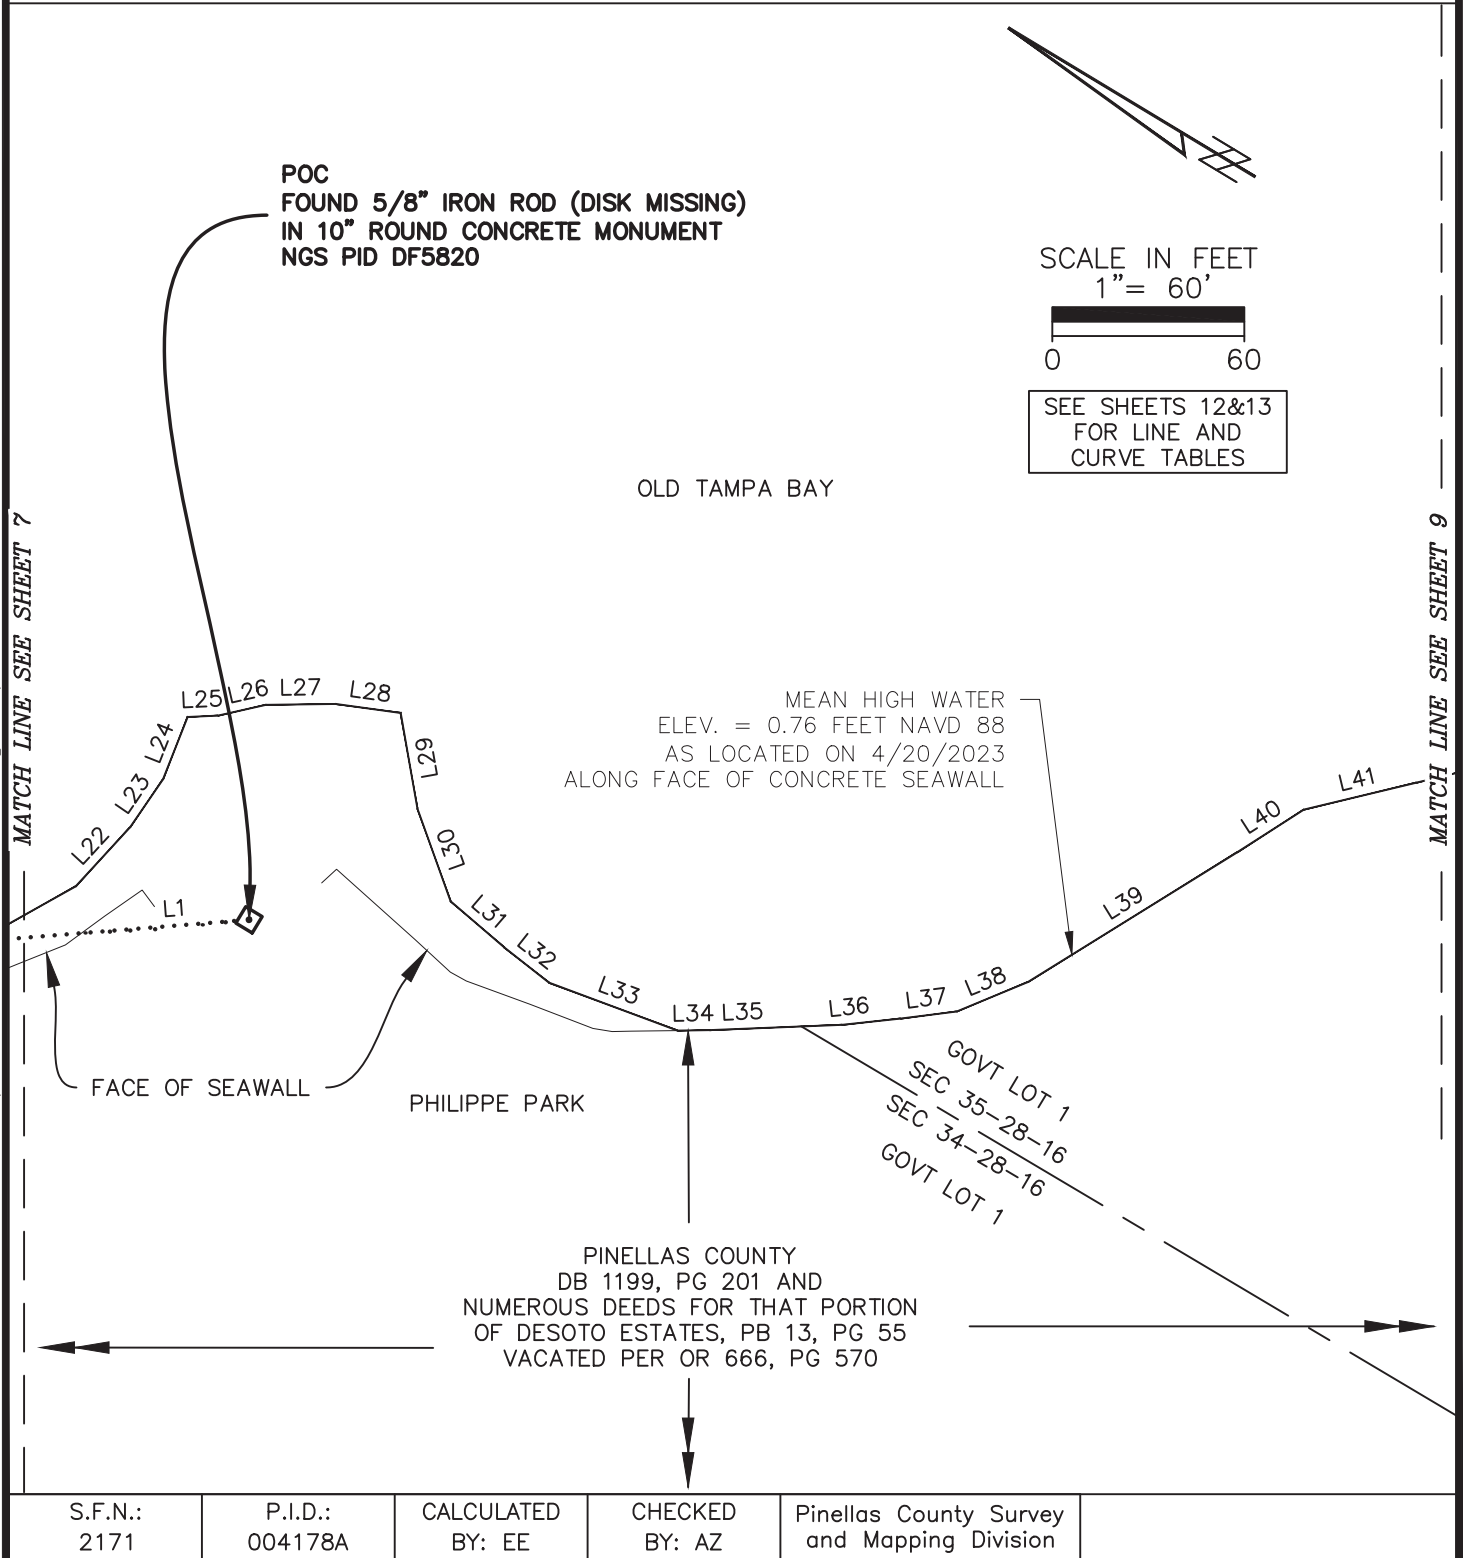 POC
FOUND 5/8" IRON ROD (DISK MISSING)
IN 10" ROUND CONCRETE MONUMENT
NGS PID DF5820
SCALE IN FEET
1"= 60'
0
60
SEE SHEETS 12&13
FOR LINE AND
CURVE TABLES
OLD TAMPA BAY
MATCH LINE SEE SHEET 7
MATCH LINE SEE SHEET 9
L22
L23
L24
L25
L26
L27
L28
L29
L30
L31
L32
L33
L34
L35
L36
L37
L38
L39
L40
L41
L1
MEAN HIGH WATER
ELEV. = 0.76 FEET NAVD 88
AS LOCATED ON 4/20/2023
ALONG FACE OF CONCRETE SEAWALL
FACE OF SEAWALL
PHILIPPE PARK
GOVT LOT 1
SEC 35-28-16
SEC 34-28-16
GOVT LOT 1
PINELLAS COUNTY
DB 1199, PG 201 AND
NUMEROUS DEEDS FOR THAT PORTION
OF DESOTO ESTATES, PB 13, PG 55
VACATED PER OR 666, PG 570
S.F.N.:
2171
P.I.D.:
004178A
CALCULATED
BY: EE
CHECKED
BY: AZ
Pinellas County Survey
and Mapping Division